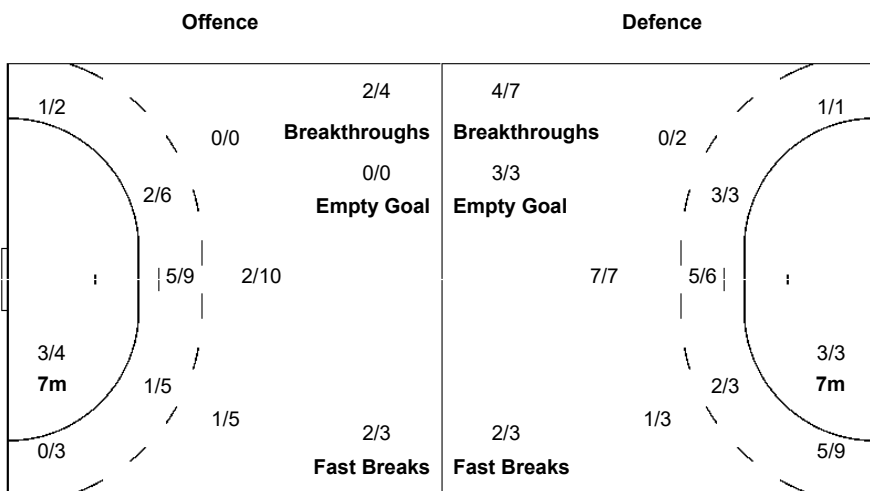 Offence Defence
2/4 4/7
1/2 1/1
0/0 Breakthroughs Breakthroughs 0/2
0/0 3/3
2/6 3/3
Empty Goal Empty Goal
5/9 2/10 7/7 5/6
3/4 3/3
7m 7m
1/5 2/3
1/5 1/3
2/3 2/3
0/3 5/9
Fast Breaks Fast Breaks